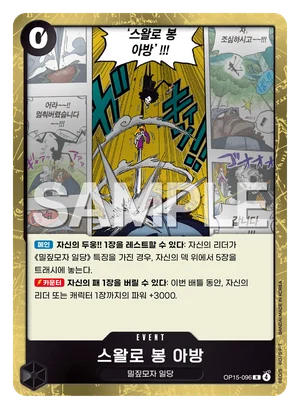 0
'스왈로 봉
아방' !!!
자,
조심하시고~~!!
어라~~!!
멈춰버렸습니다
SAMPLE
메인 자신의 두웅!! 1장을 레스트할 수 있다: 자신의 리더가
《밀짚모자 일당》 특징을 가진 경우, 자신의 덱 위에서 5장을
트래시에 놓는다.
카운터 자신의 패 1장을 버릴 수 있다: 이번 배틀 동안, 자신의
리더 또는 캐릭터 1장까지의 파워 +3000.
EVENT
스왈로 봉 아방
밀짚모자 일당
OP15-096 R